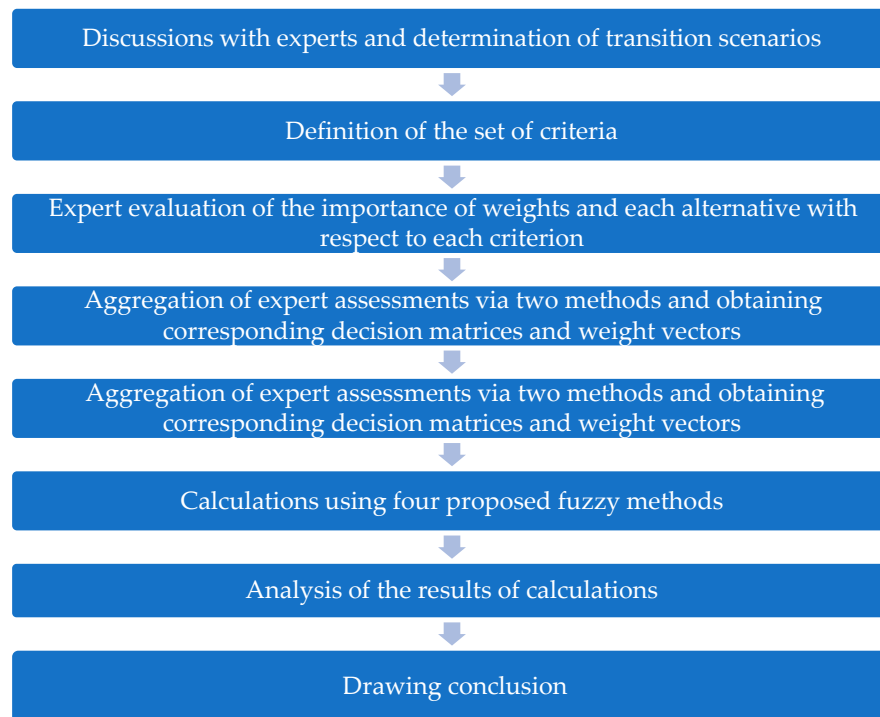 Discussions with experts and determination of transition scenarios
Definition of the set of criteria
Expert evaluation of the importance of weights and each alternative with
respect to each criterion
Aggregation of expert assessments via two methods and obtaining
corresponding decision matrices and weight vectors
Aggregation of expert assessments via two methods and obtaining
corresponding decision matrices and weight vectors
Calculations using four proposed fuzzy methods
Analysis of the results of calculations
Drawing conclusion